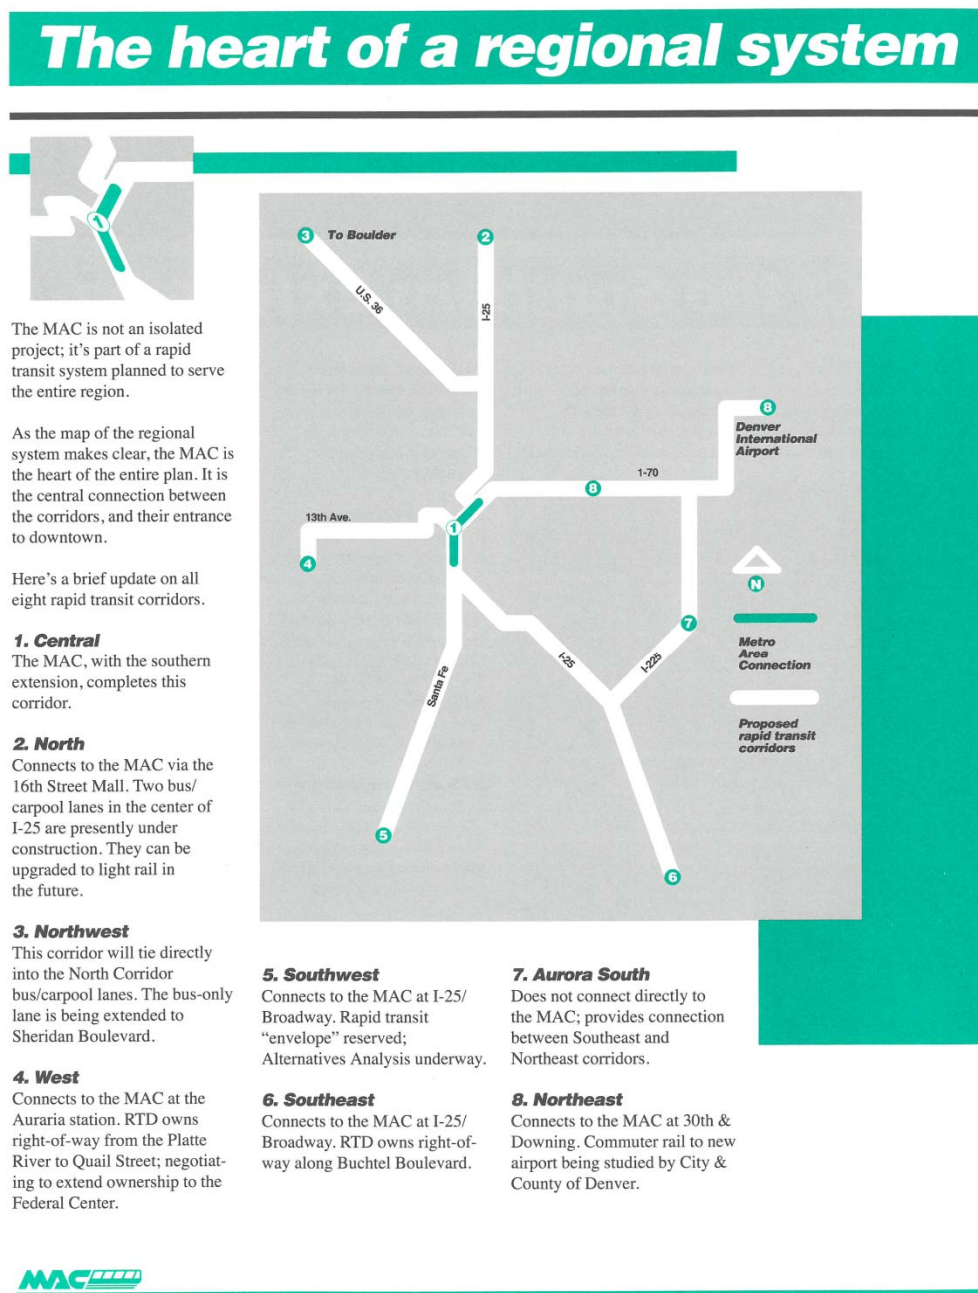 The heart of a regional system
1
The MAC is not an isolated
project; it's part of a rapid
transit system planned to serve
the entire region.
As the map of the regional
system makes clear, the MAC is
the heart of the entire plan. It is
the central connection between
the corridors, and their entrance
to downtown.
Here's a brief update on all
eight rapid transit corridors.
1. Central
The MAC, with the southern
extension, completes this
corridor.
2. North
Connects to the MAC via the
16th Street Mall. Two bus/
carpool lanes in the center of
I-25 are presently under
construction. They can be
upgraded to light rail in
the future.
3. Northwest
This corridor will tie directly
into the North Corridor
bus/carpool lanes. The bus-only
lane is being extended to
Sheridan Boulevard.
4. West
Connects to the MAC at the
Auraria station. RTD owns
right-of-way from the Platte
River to Quail Street; negotiat-
ing to extend ownership to the
Federal Center.
3 To Boulder
2
U.S. 36
I-25
8
Denver
International
Airport
1-70
8
13th Ave.
1
4
N
7
Metro
Area
Connection
I-25
I-225
Santa Fe
Proposed
rapid transit
corridors
5
6
5. Southwest
Connects to the MAC at I-25/
Broadway. Rapid transit
“envelope” reserved;
Alternatives Analysis underway.
6. Southeast
Connects to the MAC at I-25/
Broadway. RTD owns right-of-
way along Buchtel Boulevard.
7. Aurora South
Does not connect directly to
the MAC; provides connection
between Southeast and
Northeast corridors.
8. Northeast
Connects to the MAC at 30th &
Downing. Commuter rail to new
airport being studied by City &
County of Denver.
MAC